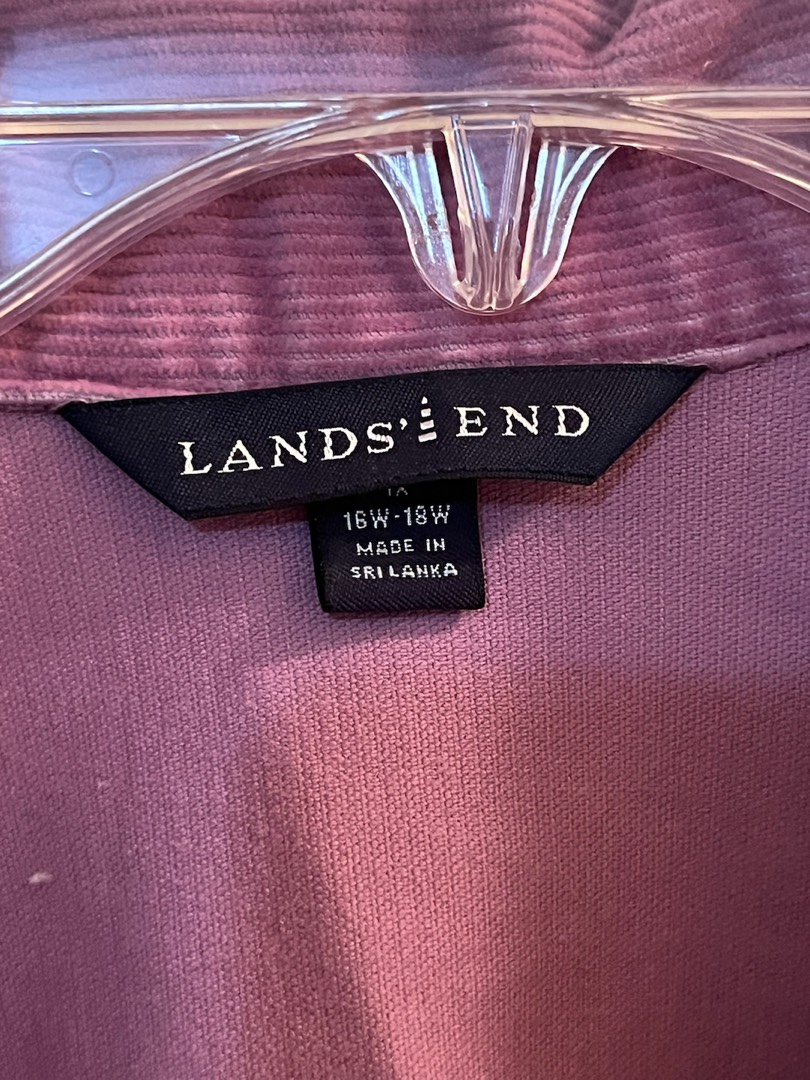 LANDS' END
1X
16W-18W
MADE IN
SRI LANKA